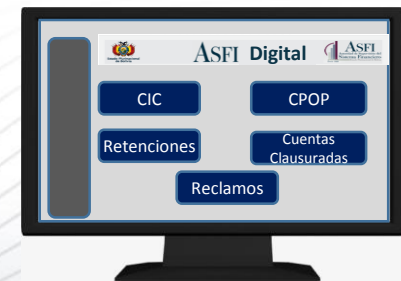 ASFI Digital ASFI
CIC
CPOP
Retenciones
Cuentas
Clausuradas
Reclamos